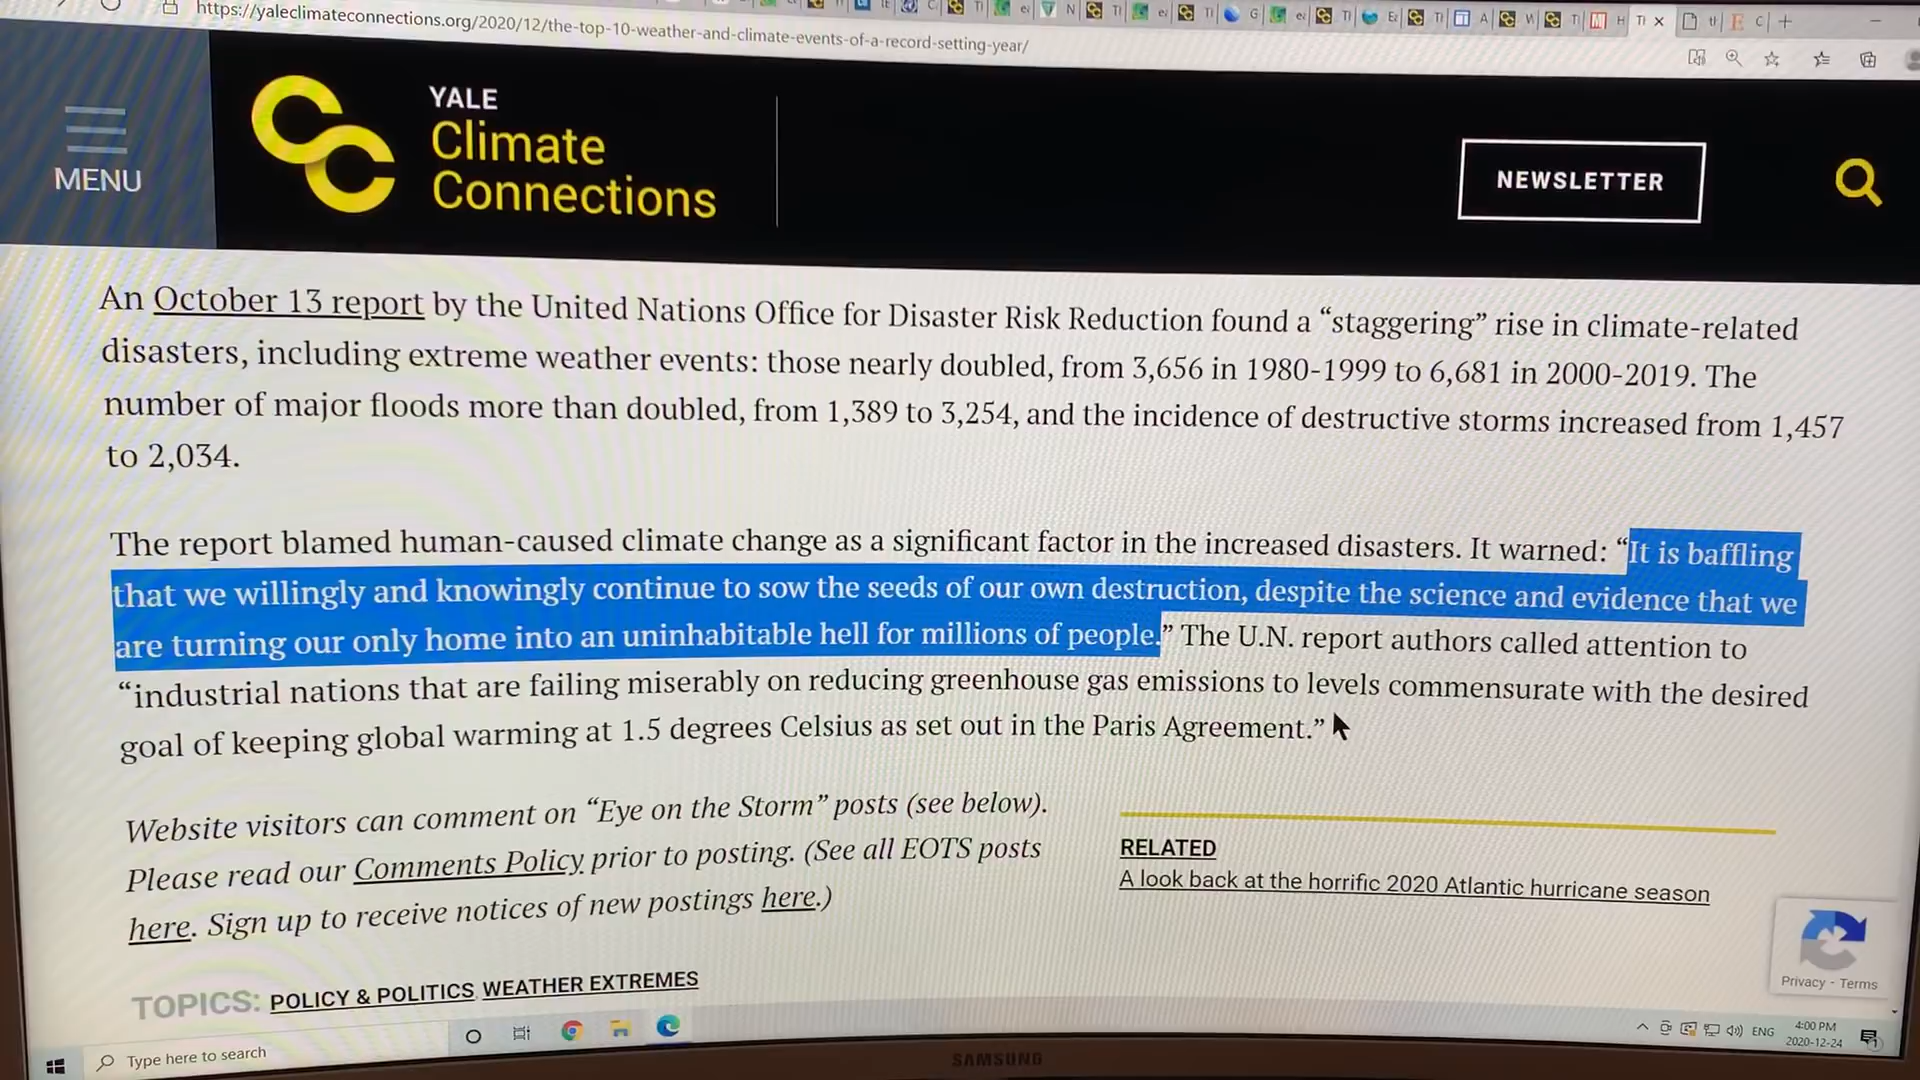 https://yaleclimateconnections.org/2020/12/the-top-10-weather-and-climate-events-of-a-record-setting-year/
MENU
YALE
Climate
Connections
NEWSLETTER
An October 13 report by the United Nations Office for Disaster Risk Reduction found a “staggering” rise in climate-related
disasters, including extreme weather events: those nearly doubled, from 3,656 in 1980-1999 to 6,681 in 2000-2019. The
number of major floods more than doubled, from 1,389 to 3,254, and the incidence of destructive storms increased from 1,457
to 2,034.
The report blamed human-caused climate change as a significant factor in the increased disasters. It warned: “It is baffling
that we willingly and knowingly continue to sow the seeds of our own destruction, despite the science and evidence that we
are turning our only home into an uninhabitable hell for millions of people.” The U.N. report authors called attention to
“industrial nations that are failing miserably on reducing greenhouse gas emissions to levels commensurate with the desired
goal of keeping global warming at 1.5 degrees Celsius as set out in the Paris Agreement.”
Website visitors can comment on “Eye on the Storm” posts (see below).
Please read our Comments Policy prior to posting. (See all EOTS posts
here. Sign up to receive notices of new postings here.)
RELATED
A look back at the horrific 2020 Atlantic hurricane season
Privacy - Terms
TOPICS: POLICY & POLITICS WEATHER EXTREMES
Type here to search
ENG
4:00 PM
2020-12-24
SAMSUNG